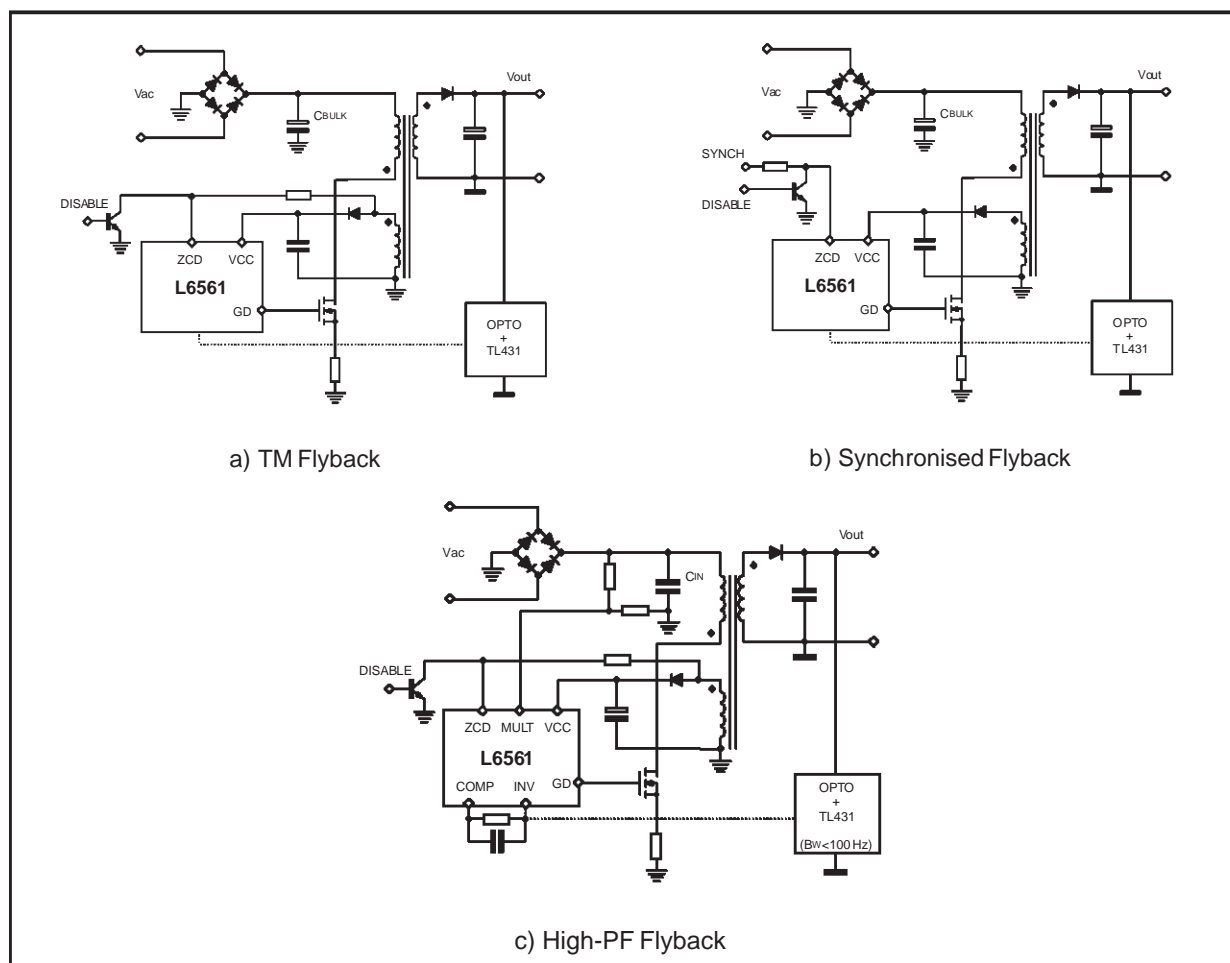 Vac
CBULK
Vout
DISABLE
ZCD
VCC
L6561
GD
OPTO
+
TL431
a) TM Flyback
Vac
CBULK
Vout
SYNCH
DISABLE
ZCD
VCC
L6561
GD
OPTO
+
TL431
b) Synchronised Flyback
Vac
CIN
Vout
DISABLE
ZCD MULT VCC
L6561
GD
COMP INV
OPTO
+
TL431
(BW<100 Hz)
c) High-PF Flyback